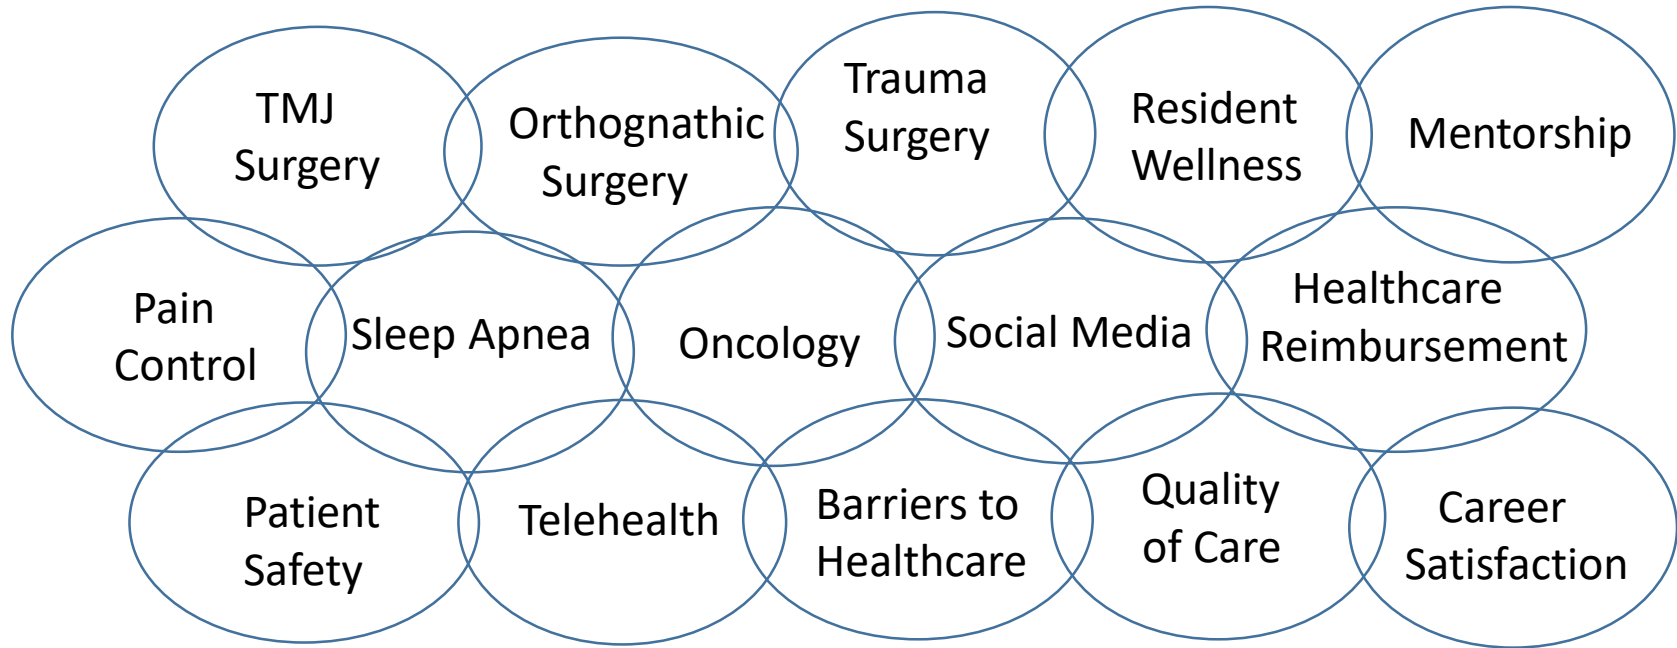 TMJ
Surgery
Orthognathic
Surgery
Trauma
Surgery
Resident
Wellness
Mentorship
Pain
Control
Sleep Apnea
Oncology
Social Media
Healthcare
Reimbursement
Patient
Safety
Telehealth
Barriers to
Healthcare
Quality
of Care
Career
Satisfaction